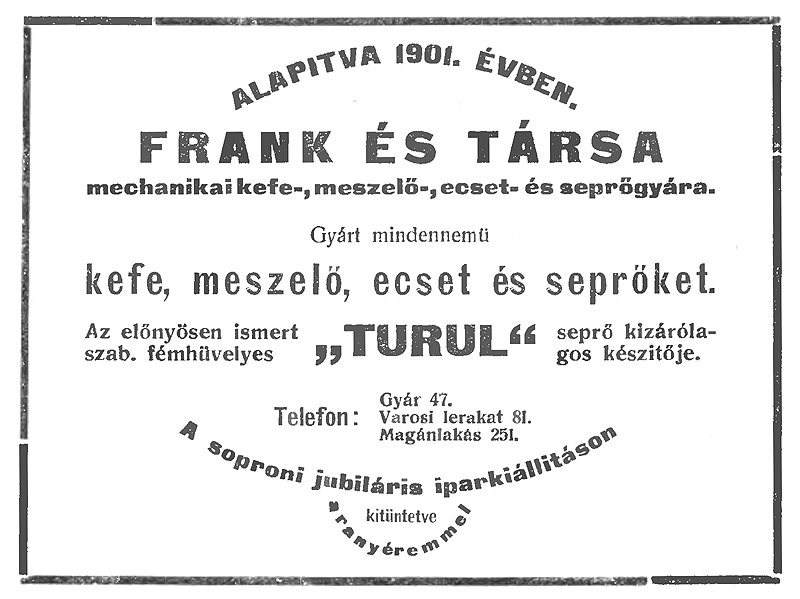 ALAPITVA 1901. ÉVBEN.
FRANK ÉS TÁRSA
mechanikai kefe-, meszelő-, ecset- és seprőgyára.
Gyárt mindennemü
kefe, meszelő, ecset és seprőket.
Az előnyösen ismert
szab. fémhüvelyes
„TURUL“
seprő kizáróla-
gos készitője.
Telefon:
Gyár 47.
Varosi lerakat 81.
Magánlakás 251.
A soproni jubiláris iparkiállitáson
kitüntetve
aranyéremmel